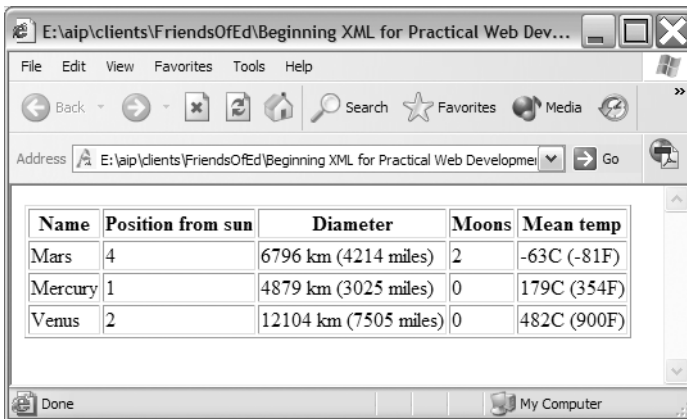 E:\aip\clients\FriendsOfEd\Beginning XML for Practical Web Dev...
File Edit View Favorites Tools Help
Back Search Favorites Media »
Address E:\aip\clients\FriendsOfEd\Beginning XML for Practical Web Developmen Go
Name Position from sun Diameter Moons Mean temp
Mars 4 6796 km (4214 miles) 2 -63C (-81F)
Mercury 1 4879 km (3025 miles) 0 179C (354F)
Venus 2 12104 km (7505 miles) 0 482C (900F)
Done My Computer